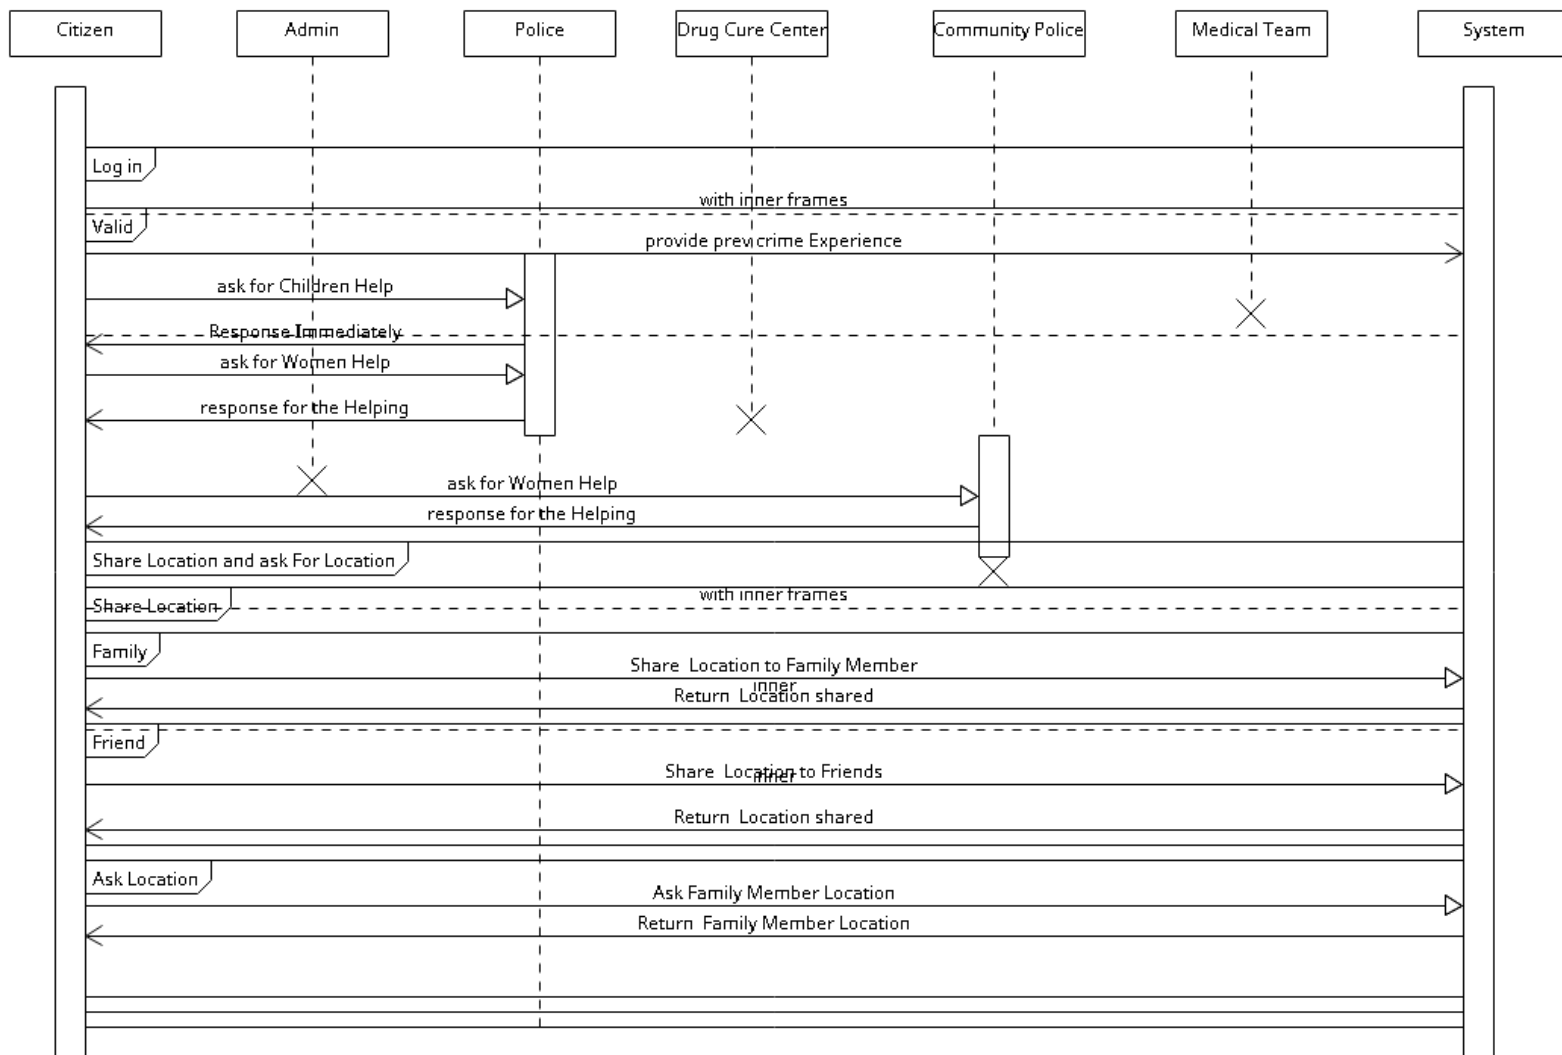 Citizen
Admin
Police
Drug Cure Center
Community Police
Medical Team
System
Log in
with inner frames
Valid
provide prev crime Experience
ask for Children Help
Response Immediately
ask for Women Help
response for the Helping
ask for Women Help
response for the Helping
Share Location and ask For Location
with inner frames
Share Location
Family
Share Location to Family Member
inner
Return Location shared
Friend
Share Location to Friends
inner
Return Location shared
Ask Location
Ask Family Member Location
Return Family Member Location